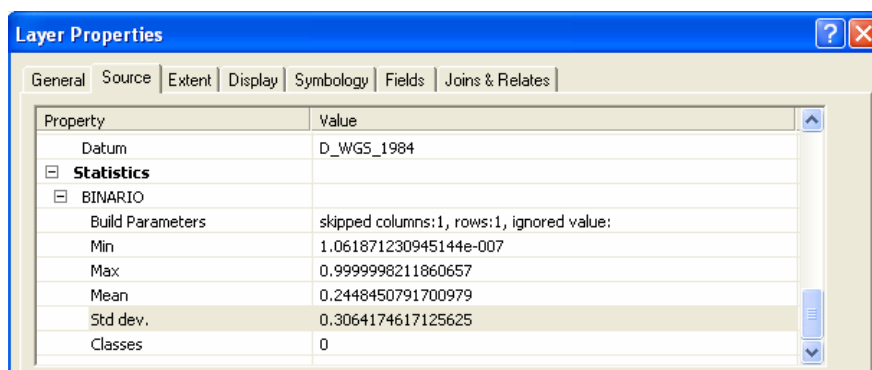 Layer Properties
General Source Extent Display Symbology Fields Joins & Relates
Property Value
Datum D_WGS_1984
Statistics
BINARIO
Build Parameters skipped columns:1, rows:1, ignored value:
Min 1.061871230945144e-007
Max 0.9999998211860657
Mean 0.2448450791700979
Std dev. 0.3064174617125625
Classes 0